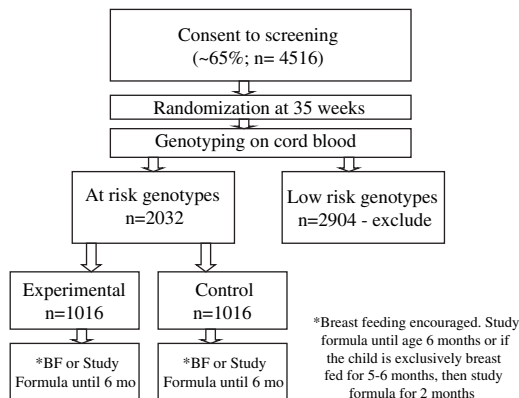 Consent to screening
(~65%; n= 4516)
Randomization at 35 weeks
Genotyping on cord blood
At risk genotypes
n=2032
Low risk genotypes
n=2904 - exclude
Experimental
n=1016
Control
n=1016
*BF or Study
Formula until 6 mo
*BF or Study
Formula until 6 mo
*Breast feeding encouraged. Study
formula until age 6 months or if
the child is exclusively breast
fed for 5-6 months, then study
formula for 2 months